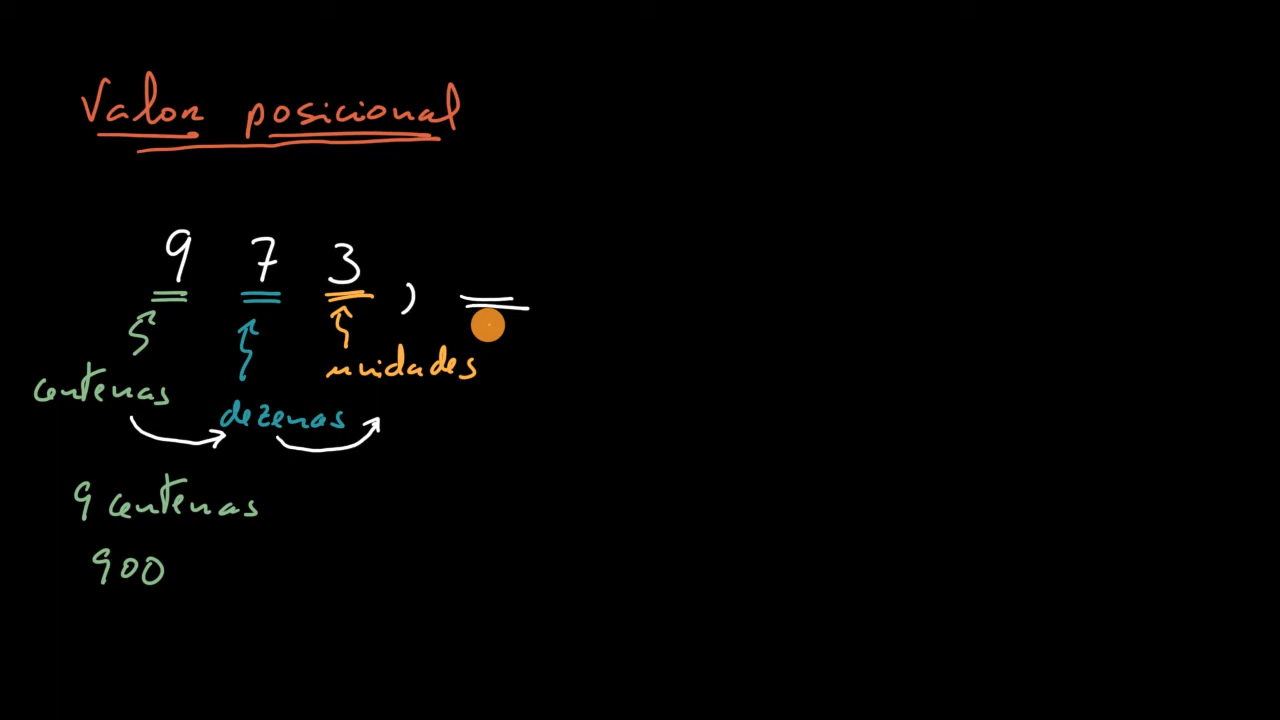 Valor posicional
9 7 3 ,
unidades
centenas
dezenas
9 centenas
900